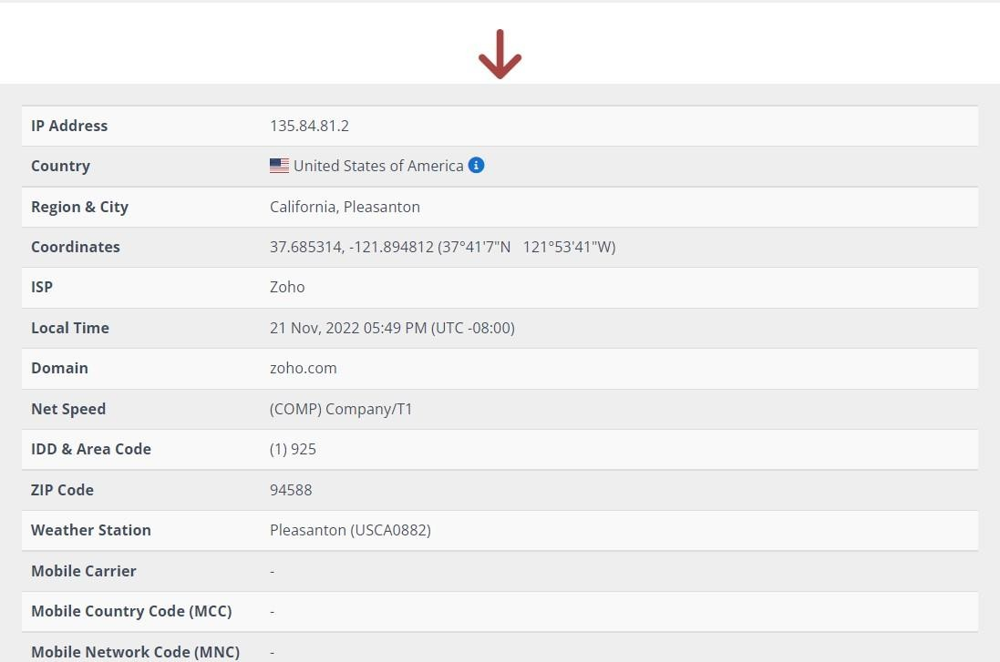 IP Address 135.84.81.2
Country United States of America
Region & City California, Pleasanton
Coordinates 37.685314, -121.894812 (37°41'7"N 121°53'41"W)
ISP Zoho
Local Time 21 Nov, 2022 05:49 PM (UTC -08:00)
Domain zoho.com
Net Speed (COMP) Company/T1
IDD & Area Code (1) 925
ZIP Code 94588
Weather Station Pleasanton (USCA0882)
Mobile Carrier -
Mobile Country Code (MCC) -
Mobile Network Code (MNC) -